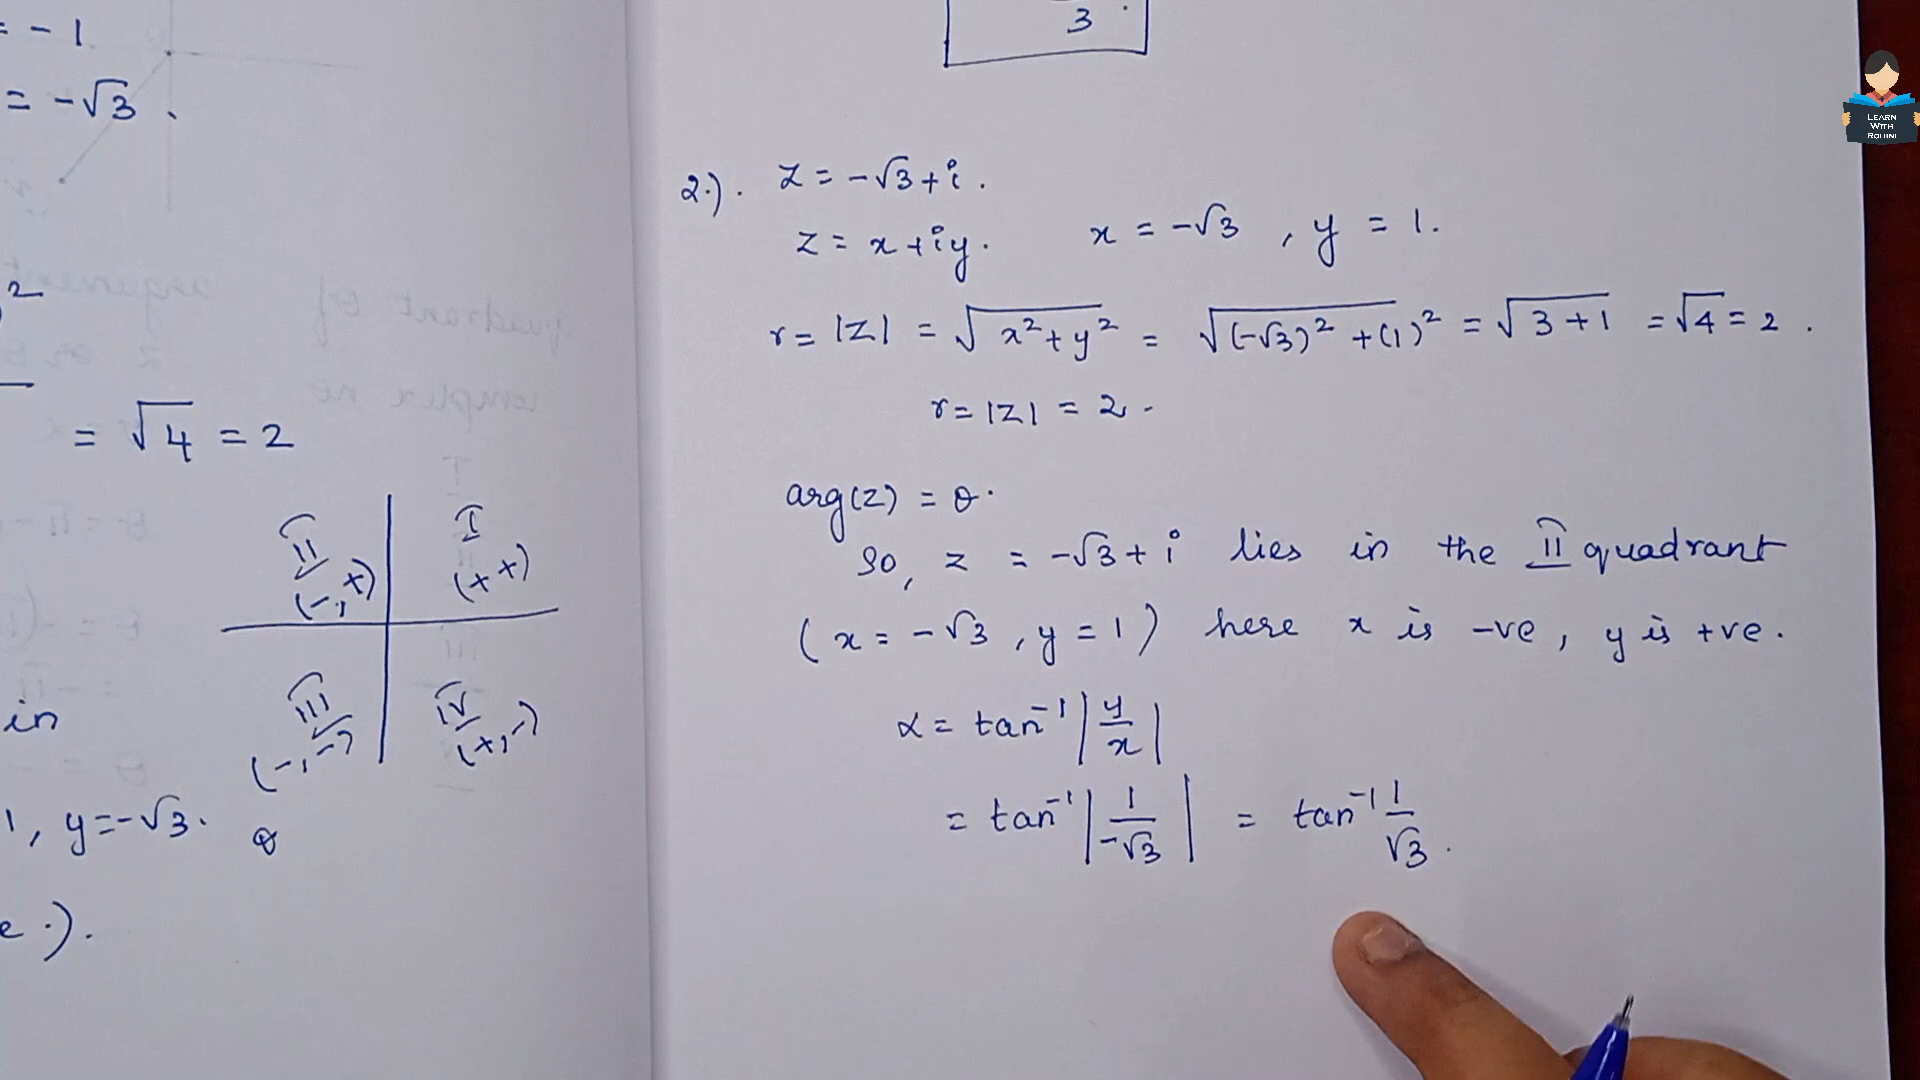 = -1
= -√3.
2
= √4 = 2
II
(-, +)
I
(+ +)
III
(-, -)
IV
(+, -)
in
1, y=-√3.
e.).
3.
2.). z = -√3+i.
z = x+iy. x = -√3 , y = 1.
r = |z| = √x²+y² = √(-√3)²+(1)² = √3+1 = √4 = 2.
r = |z| = 2.
arg(z) = θ.
so, z = -√3+i lies in the II quadrant
(x = -√3, y = 1) here x is -ve, y is +ve.
α = tan⁻¹|y/x|
= tan⁻¹|1/-√3| = tan⁻¹ 1/√3.
LEARN
WITH
ROHINI